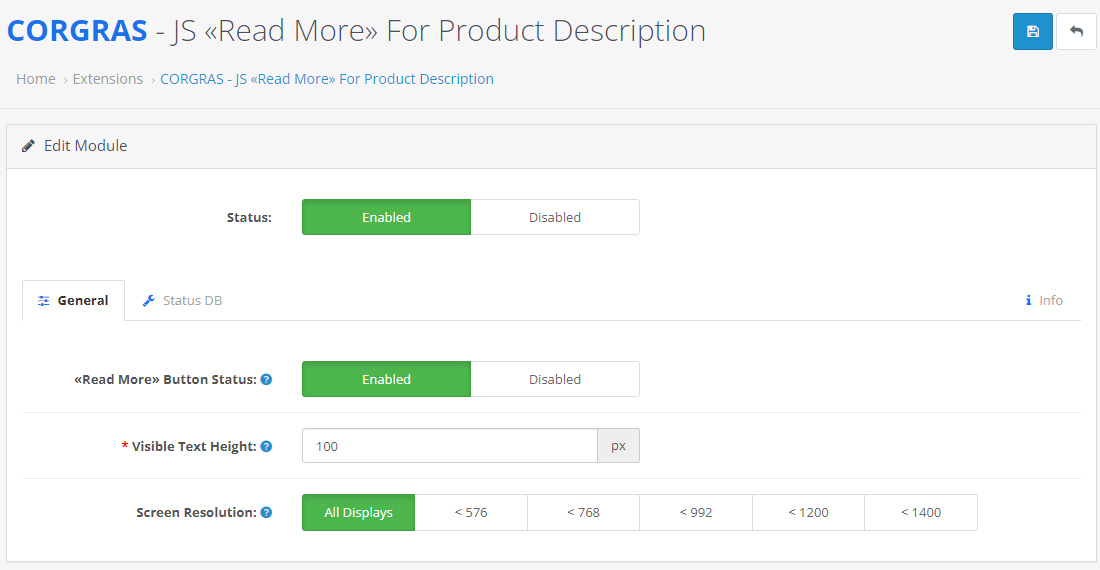 CORGRAS - JS «Read More» For Product Description
Home › Extensions › CORGRAS - JS «Read More» For Product Description
Edit Module
Status: Enabled Disabled
General Status DB Info
«Read More» Button Status: ? Enabled Disabled
* Visible Text Height: ? 100 px
Screen Resolution: ? All Displays < 576 < 768 < 992 < 1200 < 1400